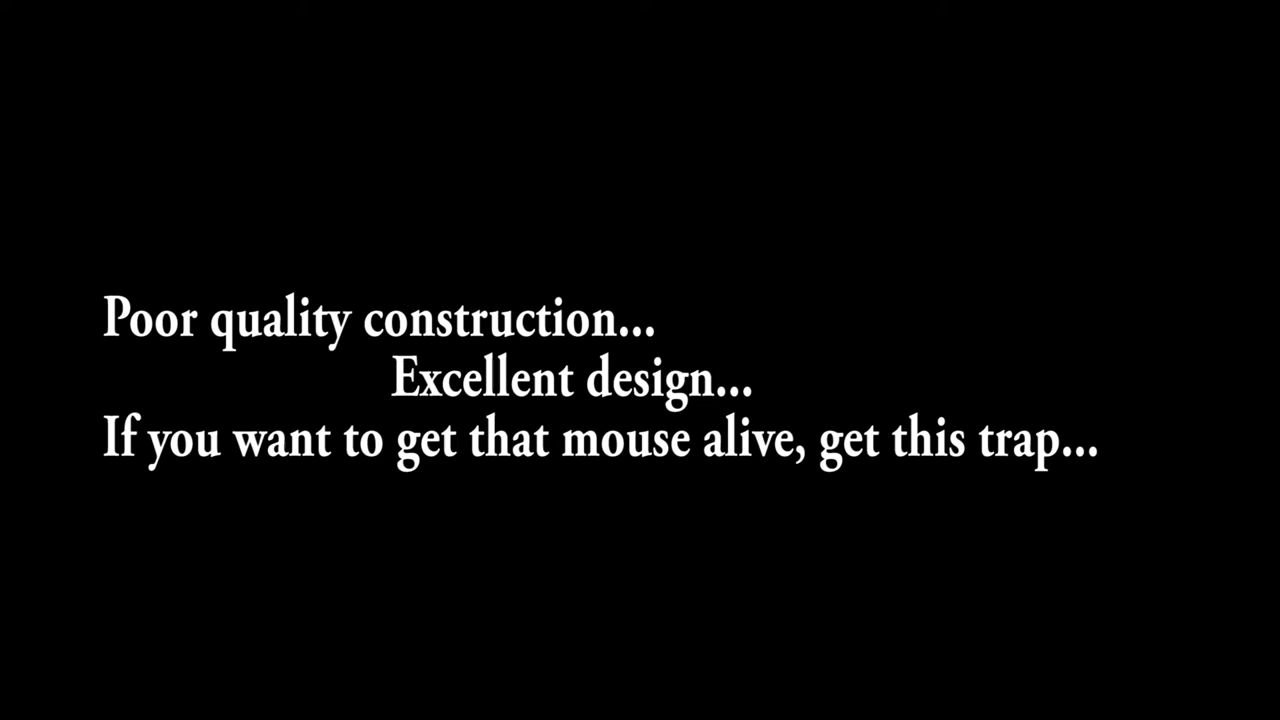 Poor quality construction...
Excellent design...
If you want to get that mouse alive, get this trap...